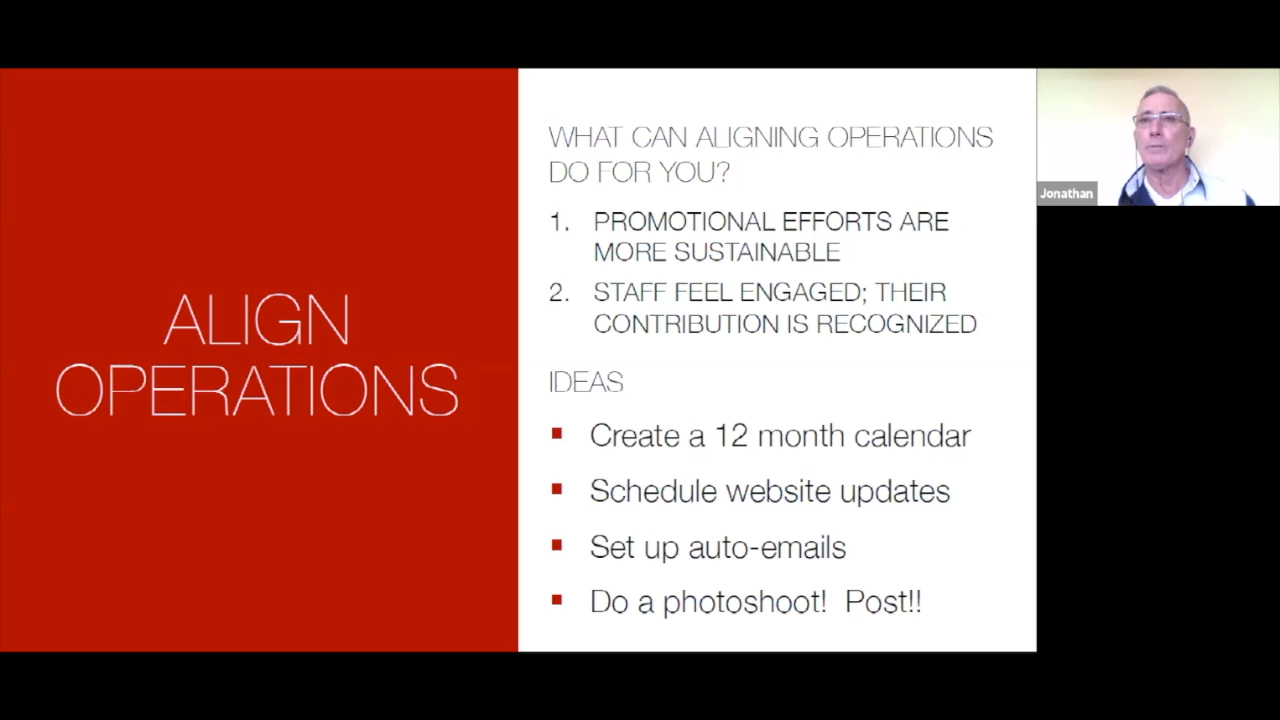 ALIGN
OPERATIONS
WHAT CAN ALIGNING OPERATIONS
DO FOR YOU?
1. PROMOTIONAL EFFORTS ARE
MORE SUSTAINABLE
2. STAFF FEEL ENGAGED; THEIR
CONTRIBUTION IS RECOGNIZED
IDEAS
▪ Create a 12 month calendar
▪ Schedule website updates
▪ Set up auto-emails
▪ Do a photoshoot! Post!!
Jonathan